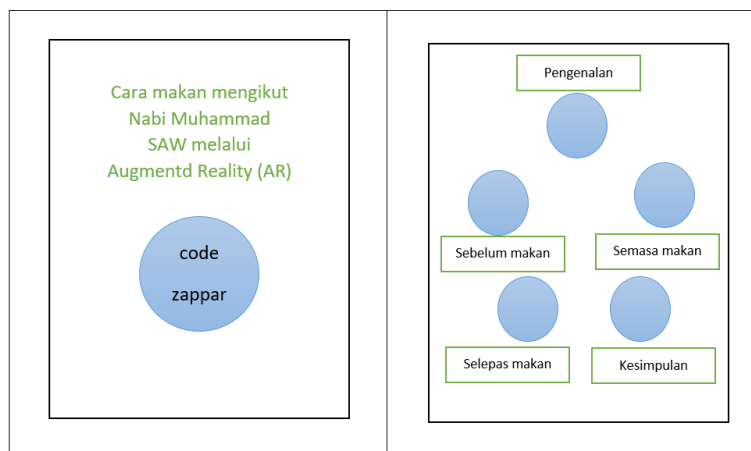 Cara makan mengikut
Nabi Muhammad
SAW melalui
Augmentd Reality (AR)
code
zappar
Pengenalan
Sebelum makan
Semasa makan
Selepas makan
Kesimpulan